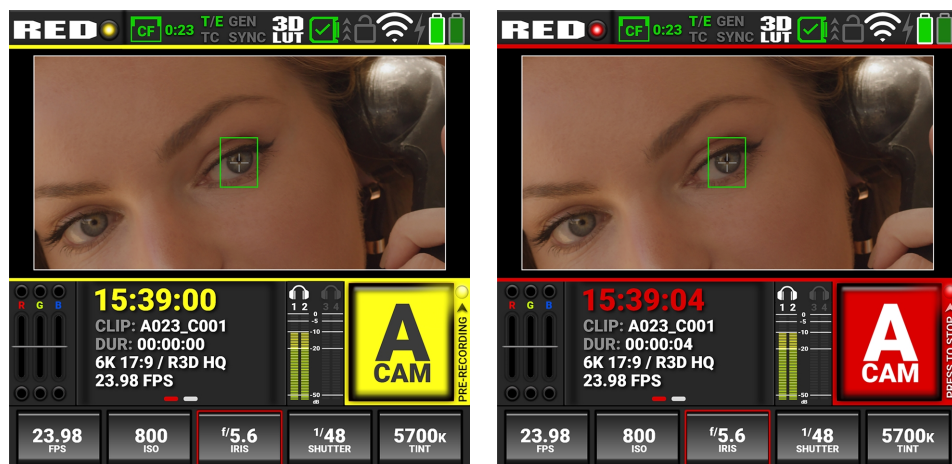 RED CF 0:23 T/E GEN 3D
TC SYNC LUT
R G B
15:39:00
CLIP: A023_C001
DUR: 00:00:00
6K 17:9 / R3D HQ
23.98 FPS
1 2 3 4
0
-5
-10
-20
-50
dB
A
CAM
PRE-RECORDING
23.98
FPS
800
ISO
f/5.6
IRIS
1/48
SHUTTER
5700K
TINT
RED CF 0:23 T/E GEN 3D
TC SYNC LUT
R G B
15:39:04
CLIP: A023_C001
DUR: 00:00:04
6K 17:9 / R3D HQ
23.98 FPS
1 2 3 4
0
-5
-10
-20
-50
dB
A
CAM
PRESS TO STOP
23.98
FPS
800
ISO
f/5.6
IRIS
1/48
SHUTTER
5700K
TINT